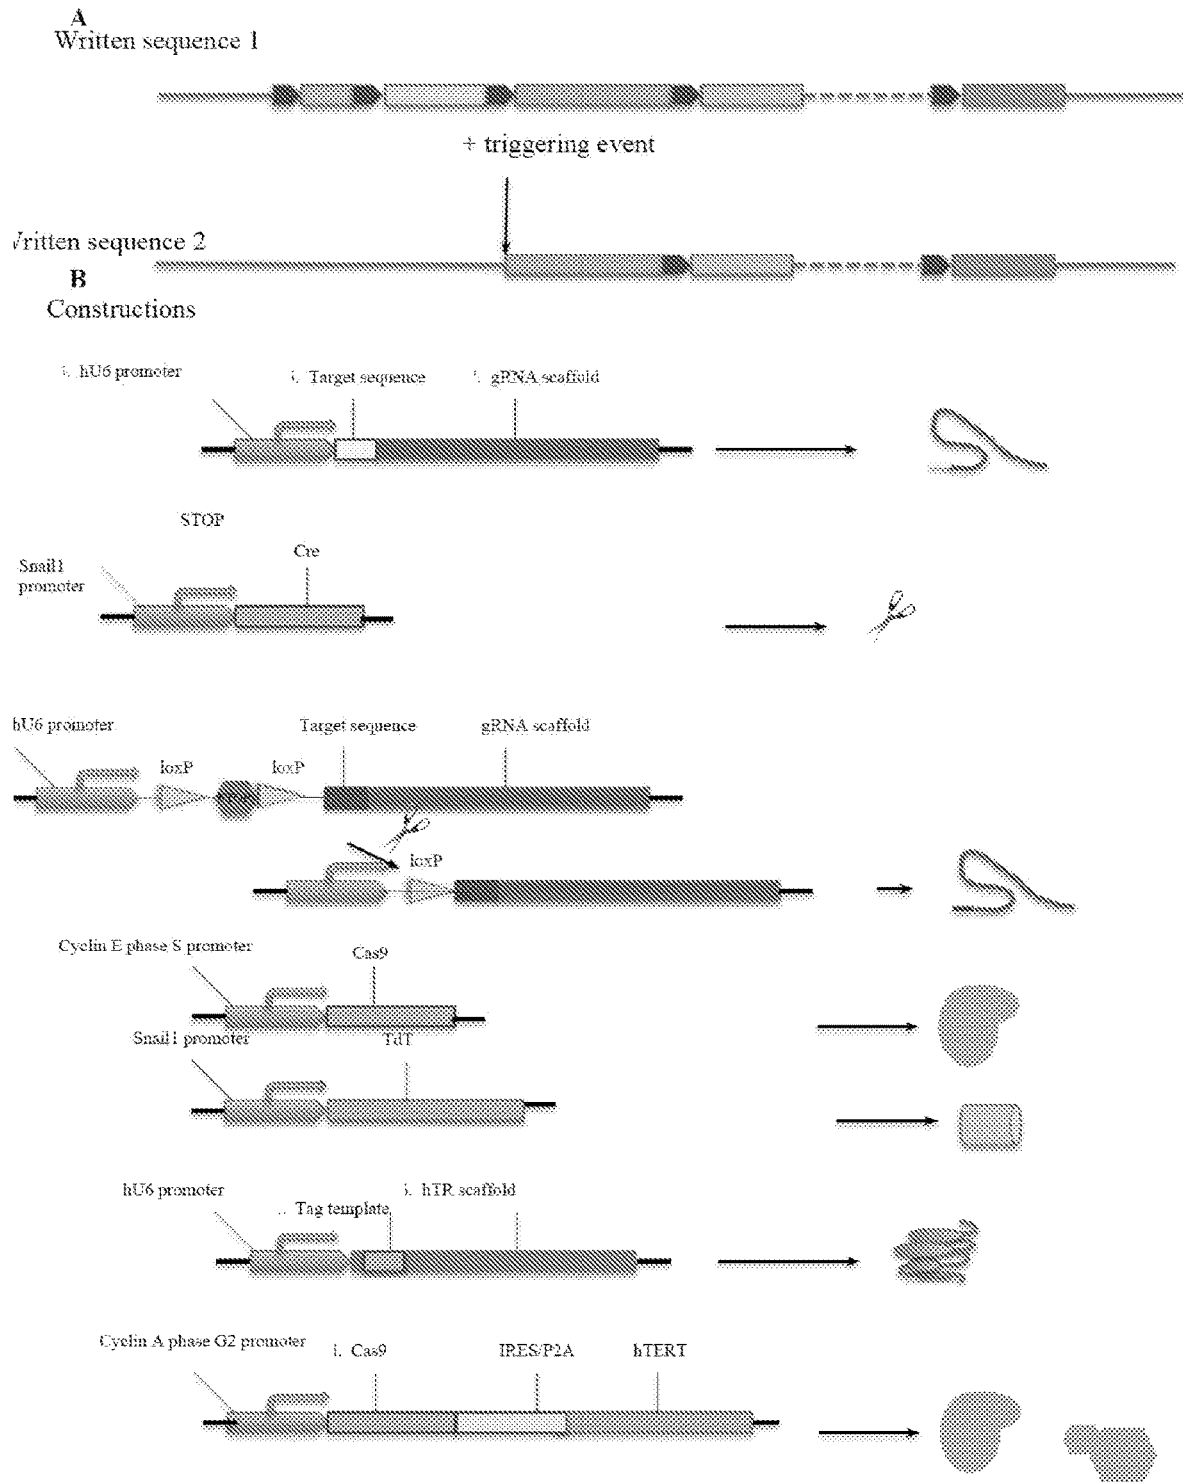 A
Written sequence 1
+ triggering event
Written sequence 2
B
Constructions
hU6 promoter
Target sequence
gRNA scaffold
STOP
Cre
Snail1
promoter
hU6 promoter
Target sequence
gRNA scaffold
loxP
loxP
loxP
Cyclin E phase S promoter
Cas9
Snail1 promoter
TdT
hU6 promoter
Tag template
hTR scaffold
Cyclin A phase G2 promoter
Cas9
IRES/P2A
hTERT